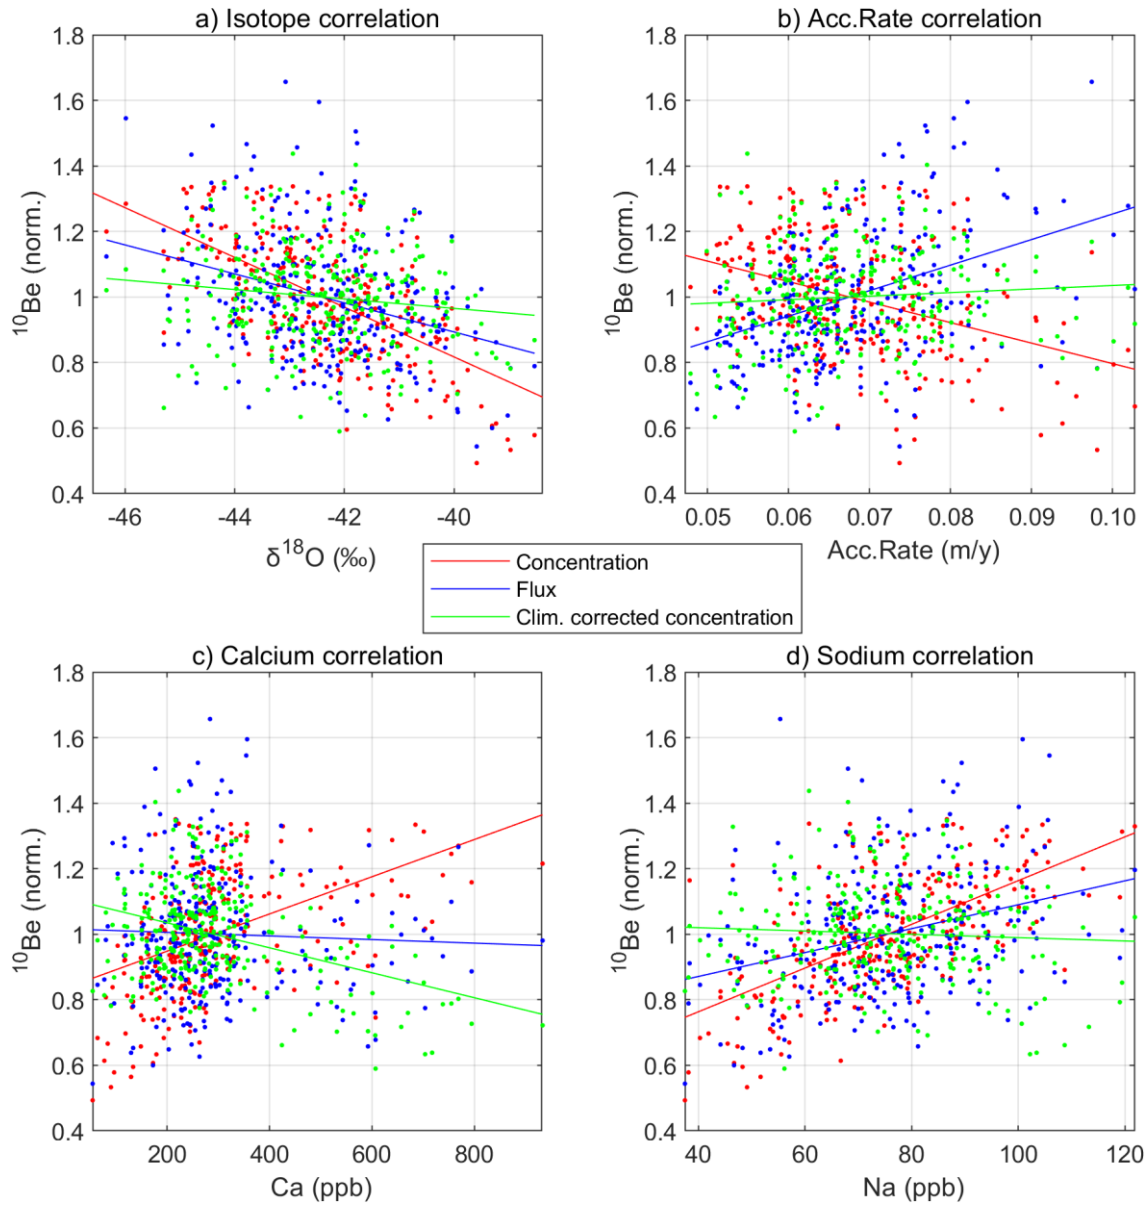 a) Isotope correlation
1.8
1.6
1.4
1.2
1
0.8
0.6
0.4
¹⁰Be (norm.)
-46 -44 -42 -40
δ¹⁸O (‰)
b) Acc.Rate correlation
1.8
1.6
1.4
1.2
1
0.8
0.6
0.4
¹⁰Be (norm.)
0.05 0.06 0.07 0.08 0.09 0.10
Acc.Rate (m/y)
Concentration
Flux
Clim. corrected concentration
c) Calcium correlation
1.8
1.6
1.4
1.2
1
0.8
0.6
0.4
¹⁰Be (norm.)
200 400 600 800
Ca (ppb)
d) Sodium correlation
1.8
1.6
1.4
1.2
1
0.8
0.6
0.4
¹⁰Be (norm.)
40 60 80 100 120
Na (ppb)